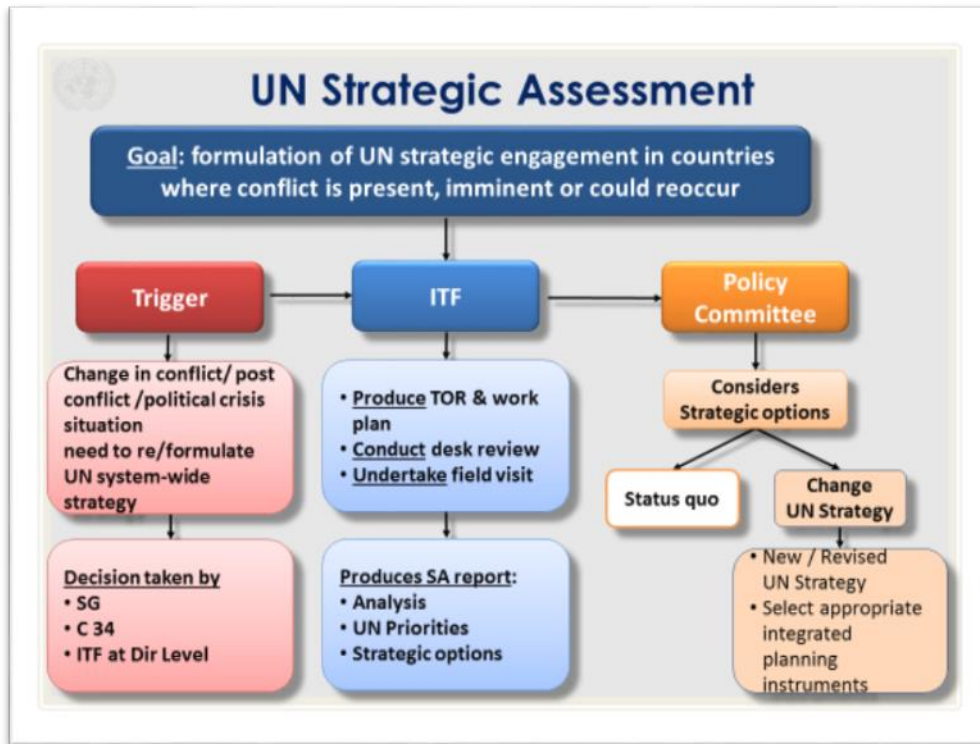 UN Strategic Assessment
Goal: formulation of UN strategic engagement in countries
where conflict is present, imminent or could reoccur
Trigger
ITF
Policy
Committee
Change in conflict/ post
conflict /political crisis
situation
need to re/formulate
UN system-wide
strategy
Decision taken by
• SG
• C 34
• ITF at Dir Level
• Produce TOR & work
plan
• Conduct desk review
• Undertake field visit
Produces SA report:
• Analysis
• UN Priorities
• Strategic options
Considers
Strategic options
Status quo
Change
UN Strategy
• New / Revised
UN Strategy
• Select appropriate
integrated
planning
instruments